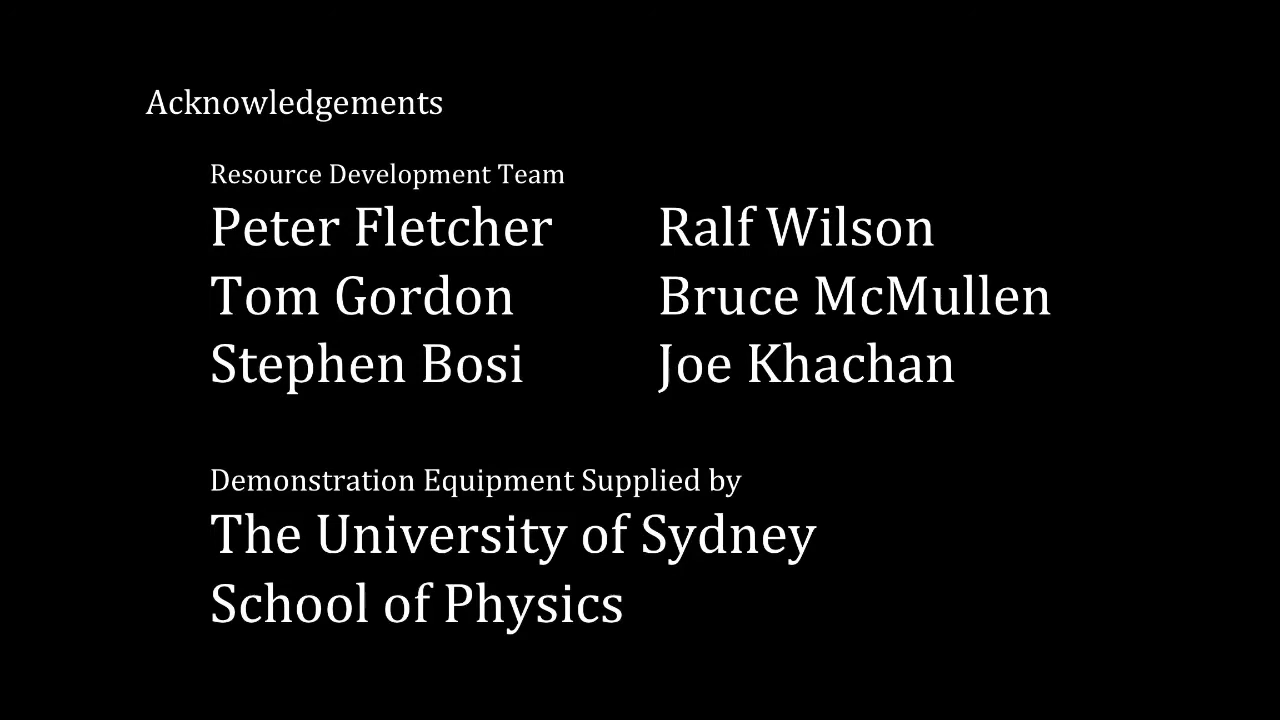 Acknowledgements
Resource Development Team
Peter Fletcher
Ralf Wilson
Tom Gordon
Bruce McMullen
Stephen Bosi
Joe Khachan
Demonstration Equipment Supplied by
The University of Sydney
School of Physics